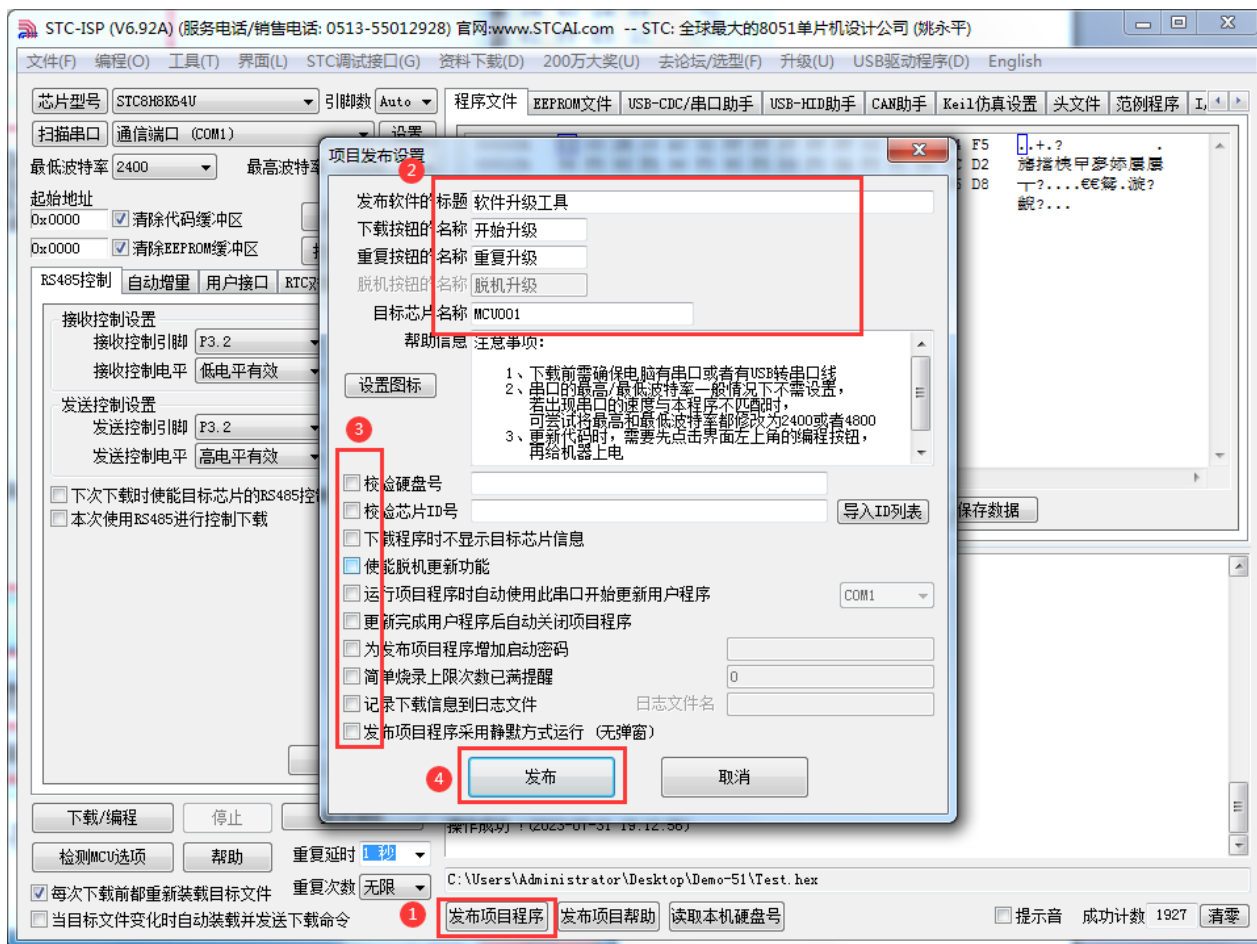 STC-ISP (V6.92A) (服务电话/销售电话: 0513-55012928) 官网:www.STCAI.com -- STC: 全球最大的8051单片机设计公司 (姚永平)
文件(F) 编程(O) 工具(T) 界面(L) STC调试接口(G) 资料下载(D) 200万大奖(U) 去论坛/选型(F) 升级(U) USB驱动程序(D) English
芯片型号 STC8H8K64U 引脚数 Auto 程序文件 EEPROM文件 USB-CDC/串口助手 USB-HID助手 CAN助手 Keil仿真设置 头文件 范例程序
扫描串口 通信端口 (COM1) 设置
项目发布设置
F5
D2
D8
最低波特率 2400 最高波特率
起始地址
0x0000 清除代码缓冲区
0x0000 清除EEPROM缓冲区
RS485控制 自动增量 用户接口
接收控制设置
接收控制引脚 P3.2
接收控制电平 低电平有效
发送控制设置
发送控制引脚 P3.2
发送控制电平 高电平有效
下次下载时使能目标芯片的RS485控制
本次使用RS485进行控制下载
2
发布软件的标题 软件升级工具
下载按钮的名称 开始升级
重复按钮的名称 重复升级
脱机按钮的名称 脱机升级
目标芯片名称 MCU001
帮助信息 注意事项:
1、下载前需确保电脑有串口或者有USB转串口线
2、串口的最高/最低波特率一般情况下不需设置,
若出现串口的速度与本程序不匹配时,
可尝试将最高和最低波特率都修改为2400或者4800
3、更新代码时, 需要先点击界面左上角的编程按钮,
再给机器上电
设置图标
3
校验硬盘号
校验芯片ID号 导入ID列表
下载程序时不显示目标芯片信息
使能脱机更新功能
运行项目程序时自动使用此串口开始更新用户程序 COM1
更新完成用户程序后自动关闭项目程序
为发布项目程序增加启动密码
简单烧录上限次数已满提醒 0
记录下载信息到日志文件 日志文件名
发布项目程序采用静默方式运行 (无弹窗)
4 发布 取消
保存数据
下载/编程 停止
操作成功 !(2023-01-31 19:12:56)
检测MCU选项 帮助 重复延时 1 秒
每次下载前都重新装载目标文件 重复次数 无限 C:\Users\Administrator\Desktop\Demo-51\Test.hex
当目标文件变化时自动装载并发送下载命令 1 发布项目程序 发布项目帮助 读取本机硬盘号 提示音 成功计数 1927 清零